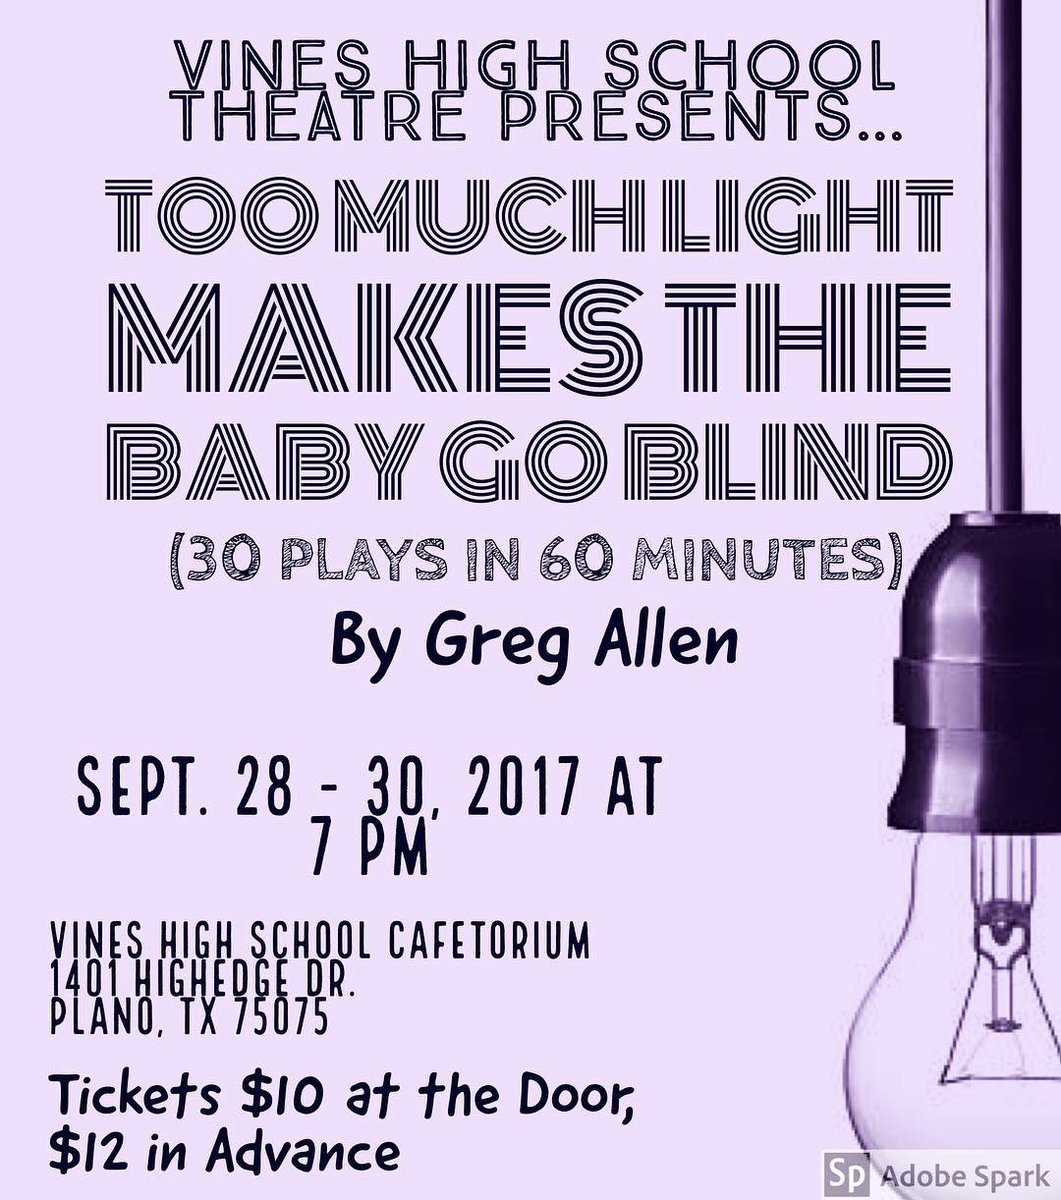 VINES HIGH SCHOOL
THEATRE PRESENTS...
TOO MUCH LIGHT
MAKES THE
BABY GO BLIND
(30 PLAYS IN 60 MINUTES)
By Greg Allen
SEPT. 28 - 30, 2017 AT
7 PM
VINES HIGH SCHOOL CAFETORIUM
1401 HIGHEDGE DR.
PLANO, TX 75075
Tickets $10 at the Door,
$12 in Advance
Sp Adobe Spark